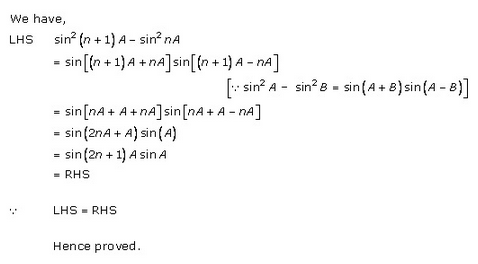 We have,
LHS sin²(n + 1)A − sin² nA
= sin[(n + 1)A + nA]sin[(n + 1)A − nA]
[∵ sin² A − sin² B = sin(A + B)sin(A − B)]
= sin[nA + A + nA]sin[nA + A − nA]
= sin(2nA + A)sin(A)
= sin(2n + 1)A sin A
= RHS
∵ LHS = RHS
Hence proved.